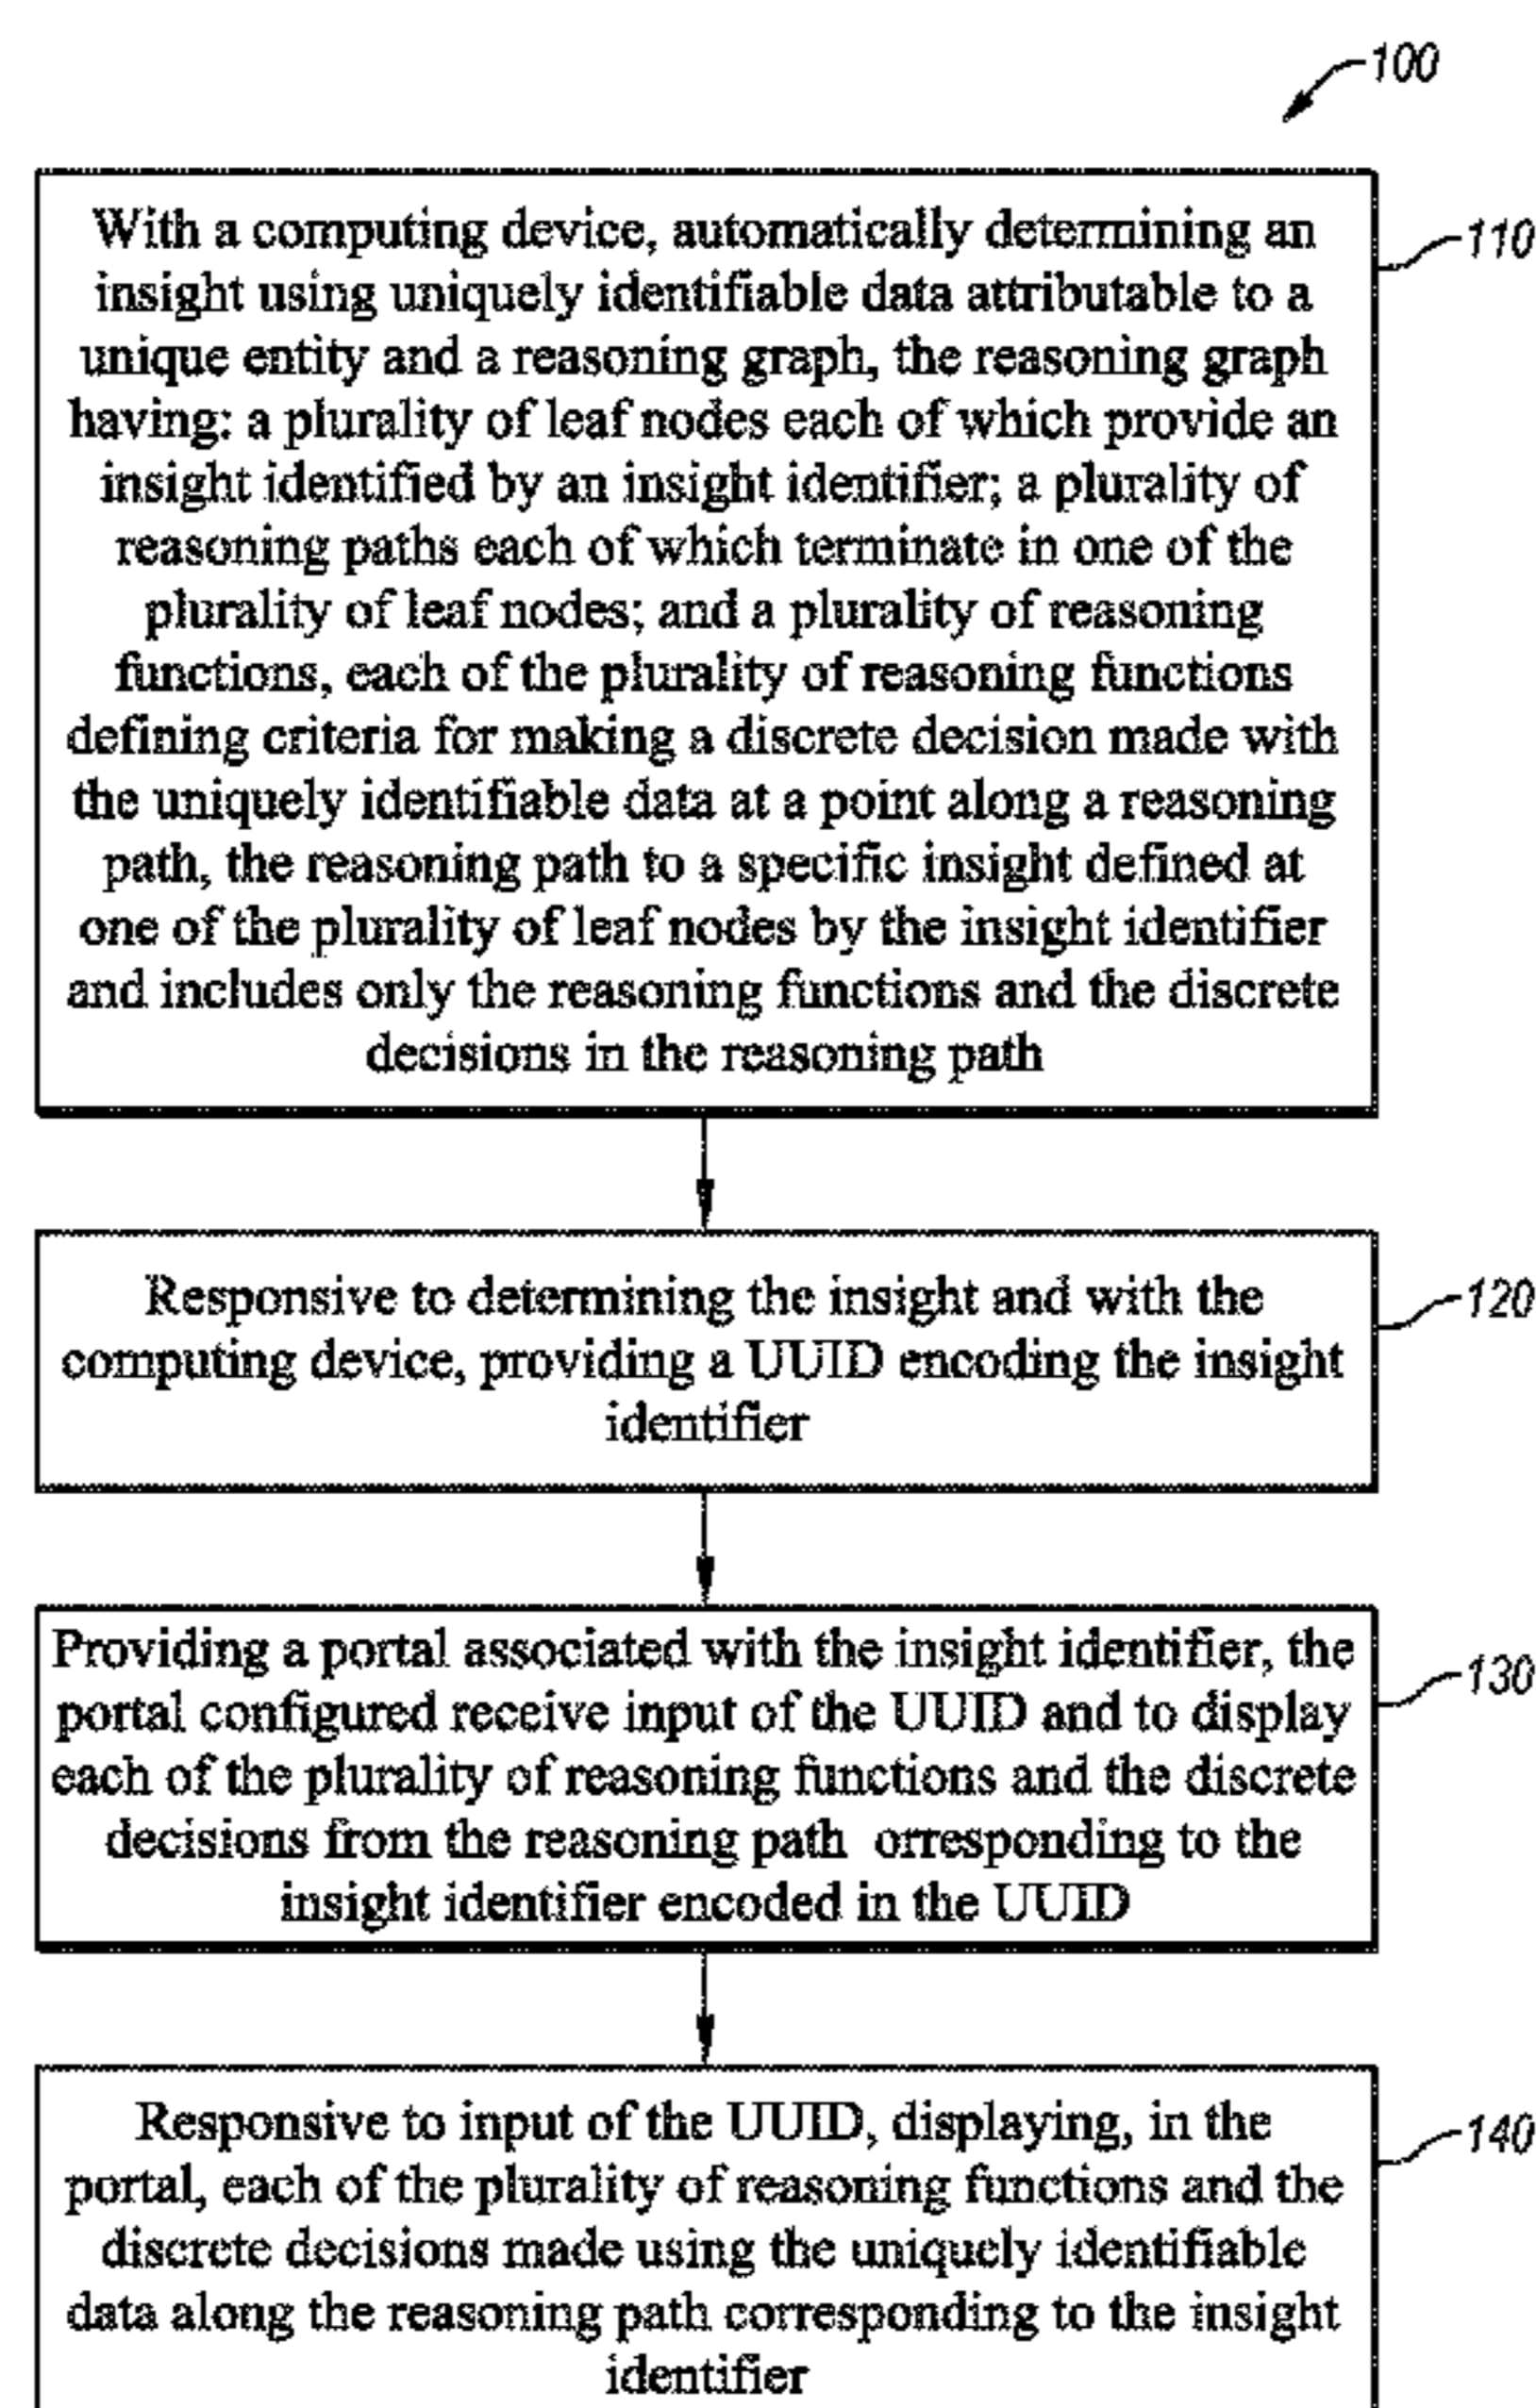 100
With a computing device, automatically determining an
110
insight using uniquely identifiable data attributable to a
unique entity and a reasoning graph, the reasoning graph
having: a plurality of leaf nodes each of which provide an
insight identified by an insight identifier; a plurality of
reasoning paths each of which terminate in one of the
plurality of leaf nodes; and a plurality of reasoning
functions, each of the plurality of reasoning functions
defining criteria for making a discrete decision made with
the uniquely identifiable data at a point along a reasoning
path, the reasoning path to a specific insight defined at
one of the plurality of leaf nodes by the insight identifier
and includes only the reasoning functions and the discrete
decisions in the reasoning path
Responsive to determining the insight and with the
120
computing device, providing a UUID encoding the insight
identifier
Providing a portal associated with the insight identifier, the
130
portal configured receive input of the UUID and to display
each of the plurality of reasoning functions and the discrete
decisions from the reasoning path orresponding to the
insight identifier encoded in the UUID
Responsive to input of the UUID, displaying, in the
140
portal, each of the plurality of reasoning functions and the
discrete decisions made using the uniquely identifiable
data along the reasoning path corresponding to the insight
identifier